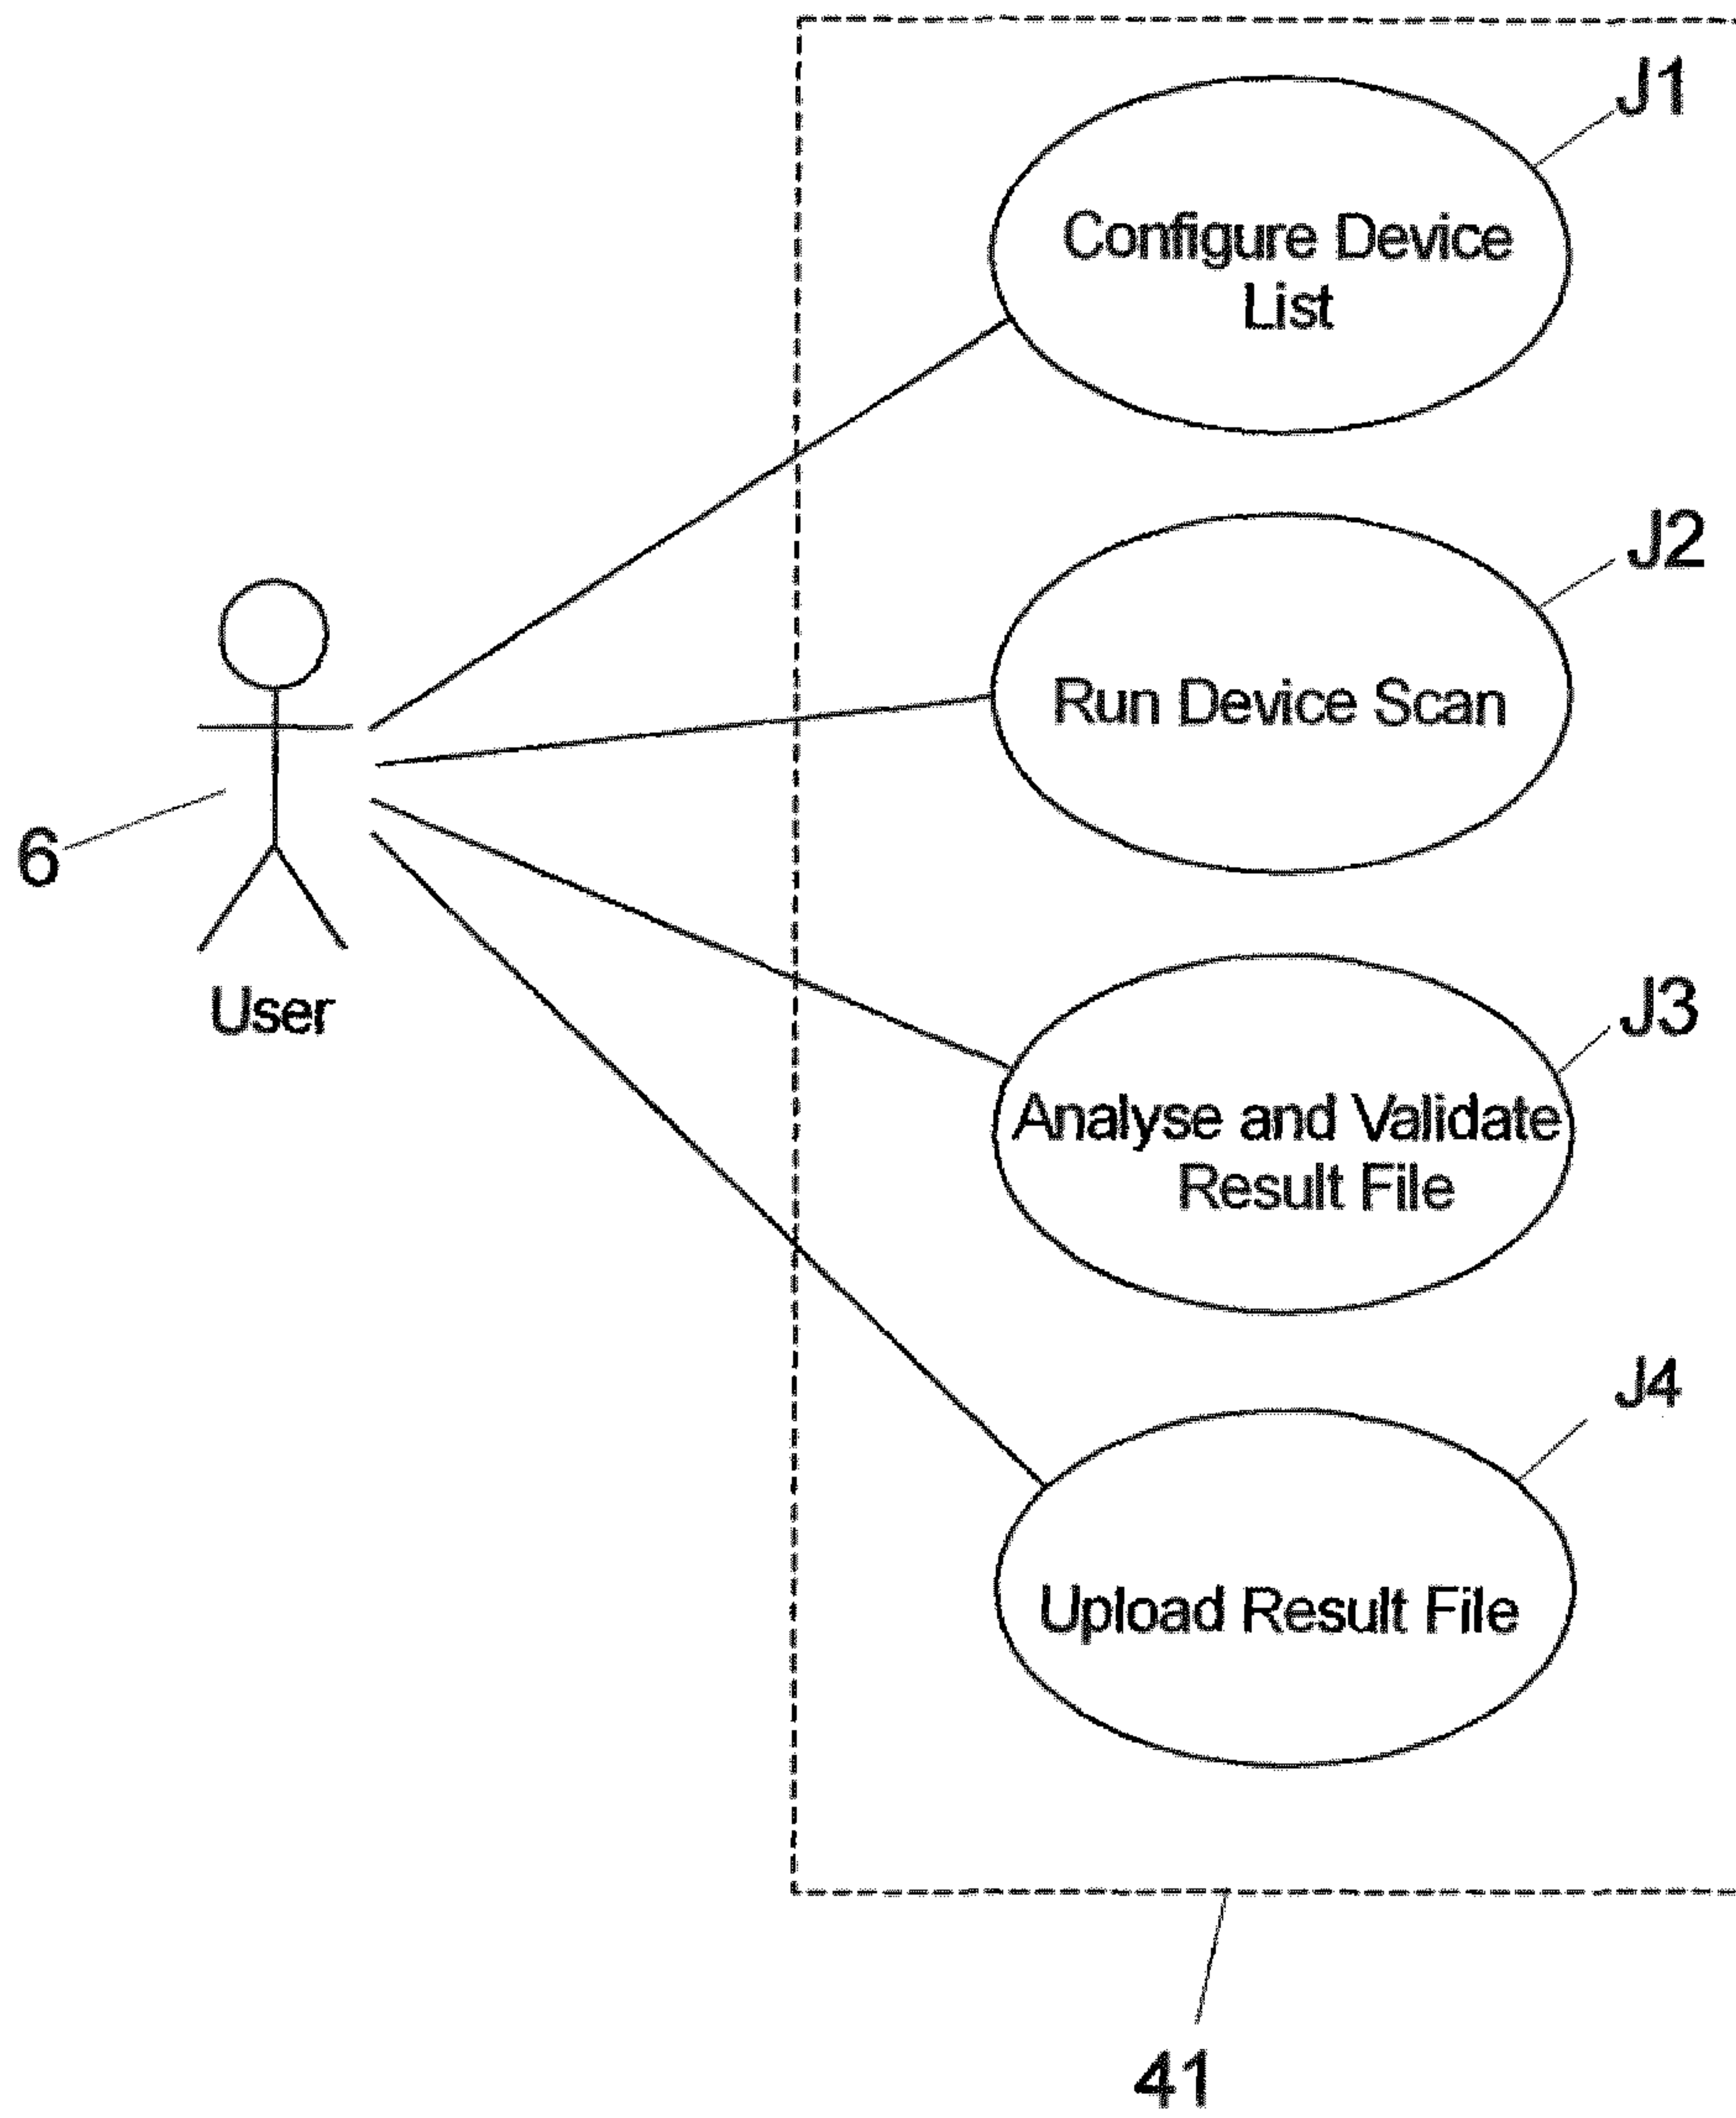 J1
Configure Device
List
J2
Run Device Scan
6
User
J3
Analyse and Validate
Result File
J4
Upload Result File
41